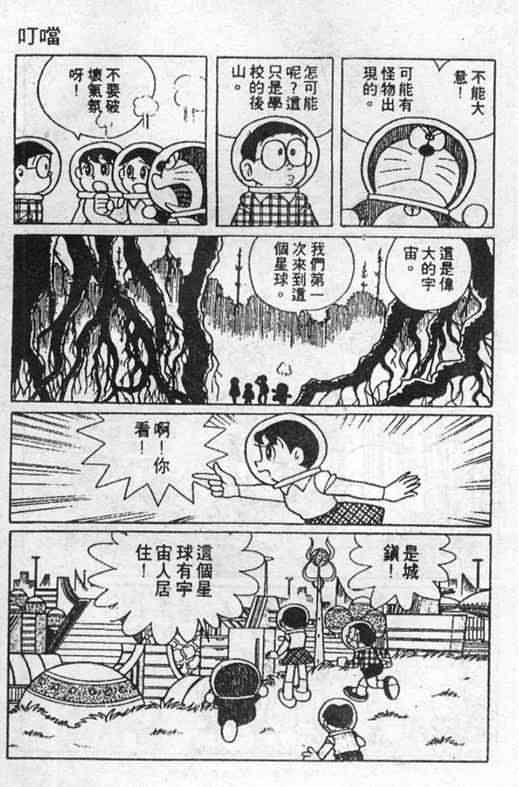 叮噹
不能大
意！
可能有
怪物出
現的。
怎可能
呢？這
只是學
校的後
山。
不要破
壞氣氛
呀！
這是偉
大的宇
宙。
我們第一
次來到這
個星球。
啊！你
看！
是城
鎮！
這個星
球有宇
宙人居
住！